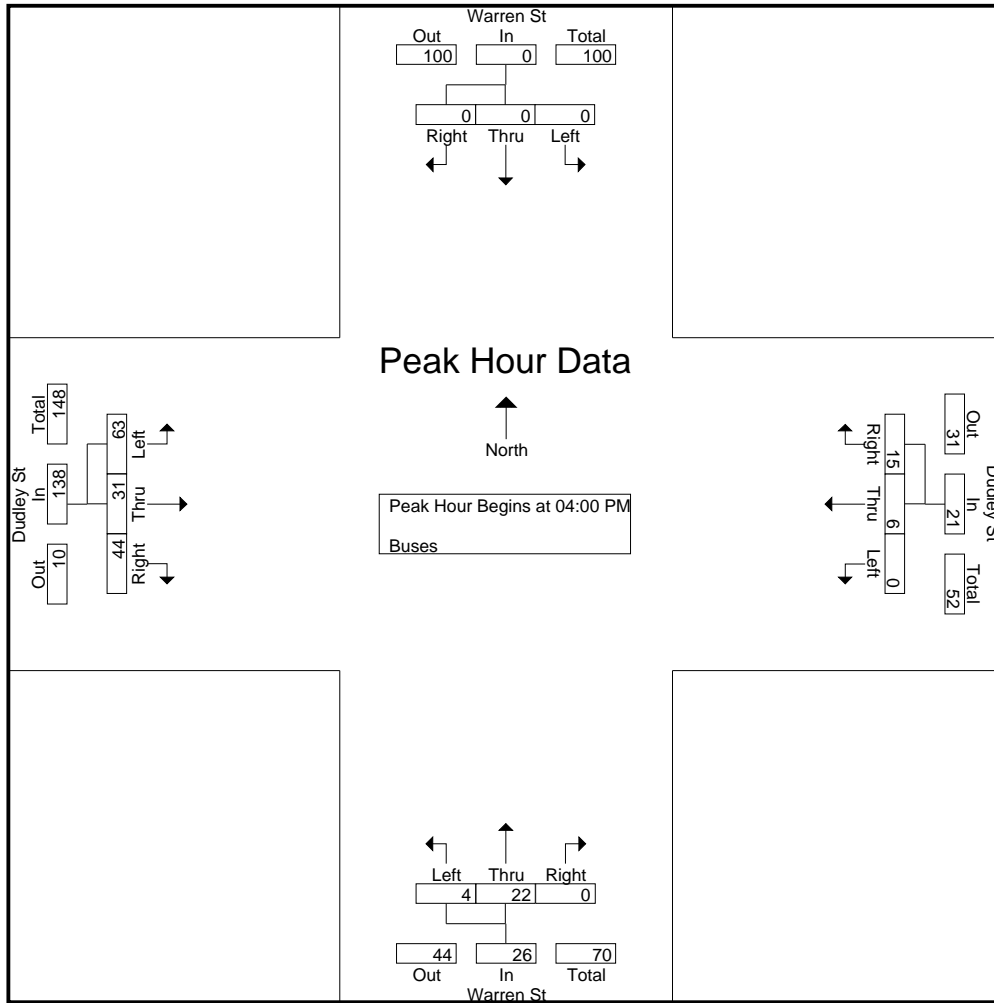 Warren St
Out In Total
100 0 100
0 0 0
Right Thru Left
Peak Hour Data
North
Peak Hour Begins at 04:00 PM
Buses
Dudley St
Total In Out
148 138 10
63 31 44
Left Thru Right
Dudley St
Out In Total
31 21 52
15 6 0
Right Thru Left
Left Thru Right
4 22 0
44 26 70
Out In Total
Warren St